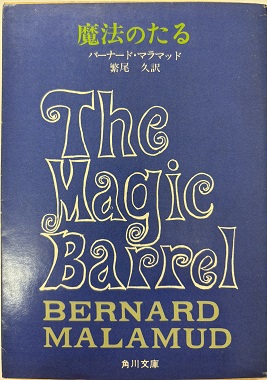 魔法のたる
バーナード・マラマッド
繁尾 久訳
The
Magic
Barrel
BERNARD
MALAMUD
角川文庫